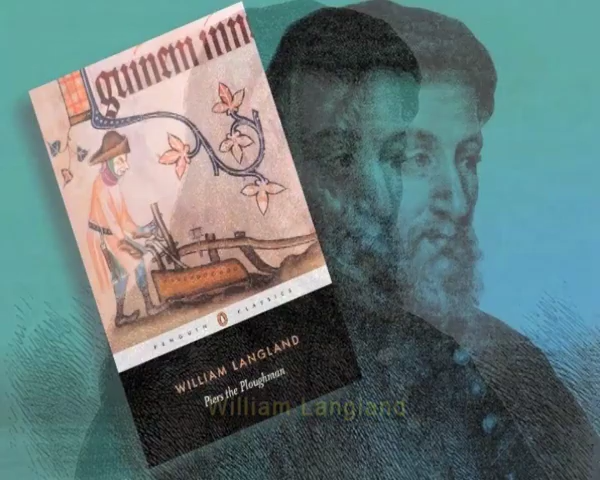 guinem inn
PENGUIN CLASSICS
WILLIAM LANGLAND
Piers the Ploughman
William Langland